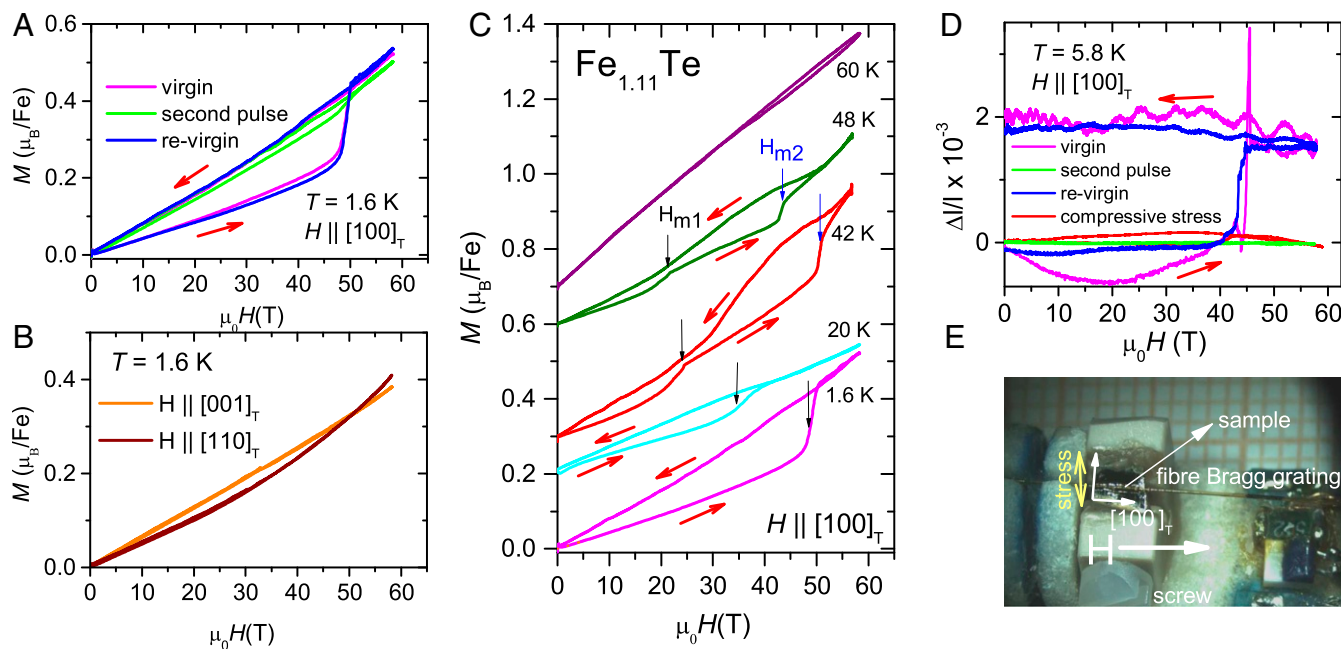 A
0.6
0.4
0.2
0.0
M (μB/Fe)
virgin
second pulse
re-virgin
T = 1.6 K
H || [100]T
0 10 20 30 40 50 60
μ0H(T)
B
0.4
0.2
0.0
M (μB/Fe)
T = 1.6 K
H || [001]T
H || [110]T
0 10 20 30 40 50 60
μ0H(T)
C
1.4
1.2
1.0
0.8
0.6
0.4
0.2
0.0
M (μB/Fe)
Fe1.11Te
60 K
48 K
Hm2
Hm1
42 K
20 K
1.6 K
H || [100]T
0 10 20 30 40 50 60
μ0H(T)
D
2
0
Δl/l x 10-3
T = 5.8 K
H || [100]T
virgin
second pulse
re-virgin
compressive stress
0 10 20 30 40 50 60
μ0H (T)
E
sample
fibre Bragg grating
stress
[100]T
H
screw